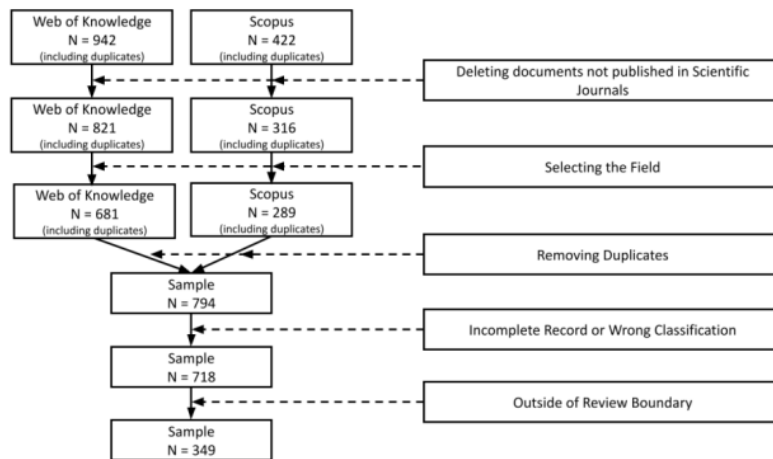 Web of Knowledge
N = 942
(including duplicates)
Scopus
N = 422
(including duplicates)
Deleting documents not published in Scientific
Journals
Web of Knowledge
N = 821
(including duplicates)
Scopus
N = 316
(including duplicates)
Selecting the Field
Web of Knowledge
N = 681
(including duplicates)
Scopus
N = 289
(including duplicates)
Removing Duplicates
Sample
N = 794
Incomplete Record or Wrong Classification
Sample
N = 718
Outside of Review Boundary
Sample
N = 349